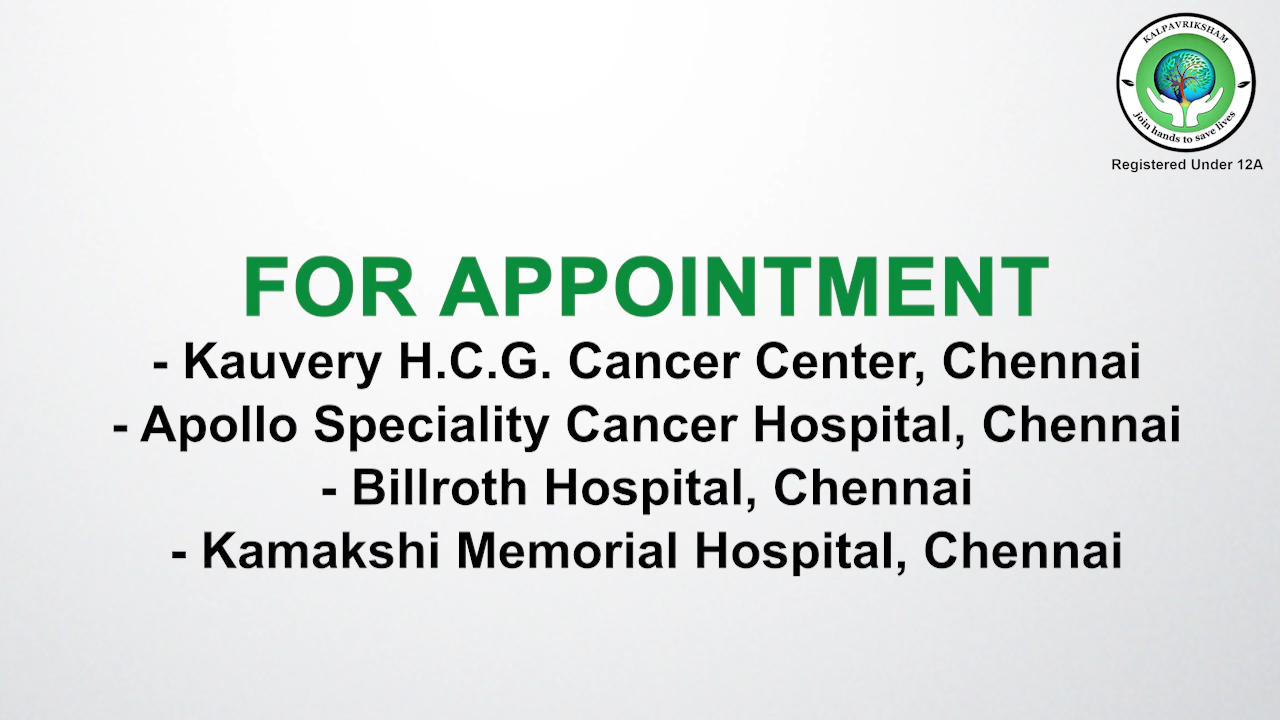 KALPAVRIKSHAM
join hands to save lives
Registered Under 12A
FOR APPOINTMENT
- Kauvery H.C.G. Cancer Center, Chennai
- Apollo Speciality Cancer Hospital, Chennai
- Billroth Hospital, Chennai
- Kamakshi Memorial Hospital, Chennai